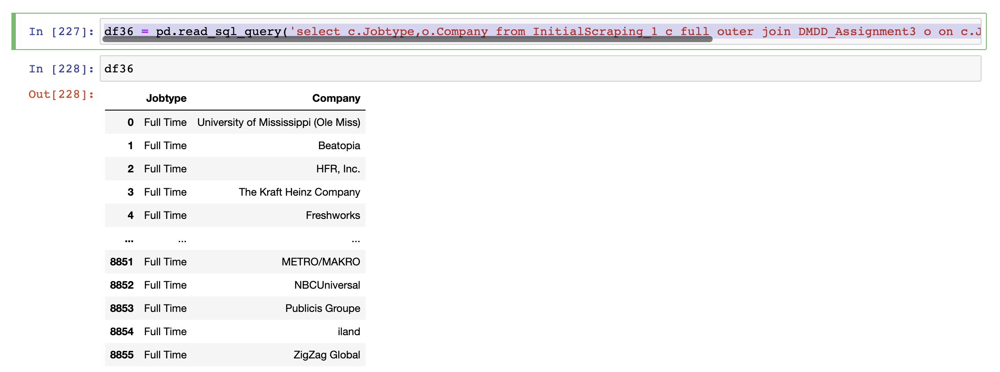 In [227]: df36 = pd.read_sql_query('select c.Jobtype,o.Company from InitialScraping_1 c full outer join DMDD_Assignment3 o on c.J
In [228]: df36
Out[228]:
Jobtype Company
0 Full Time University of Mississippi (Ole Miss)
1 Full Time Beatopia
2 Full Time HFR, Inc.
3 Full Time The Kraft Heinz Company
4 Full Time Freshworks
... ... ...
8851 Full Time METRO/MAKRO
8852 Full Time NBCUniversal
8853 Full Time Publicis Groupe
8854 Full Time iland
8855 Full Time ZigZag Global